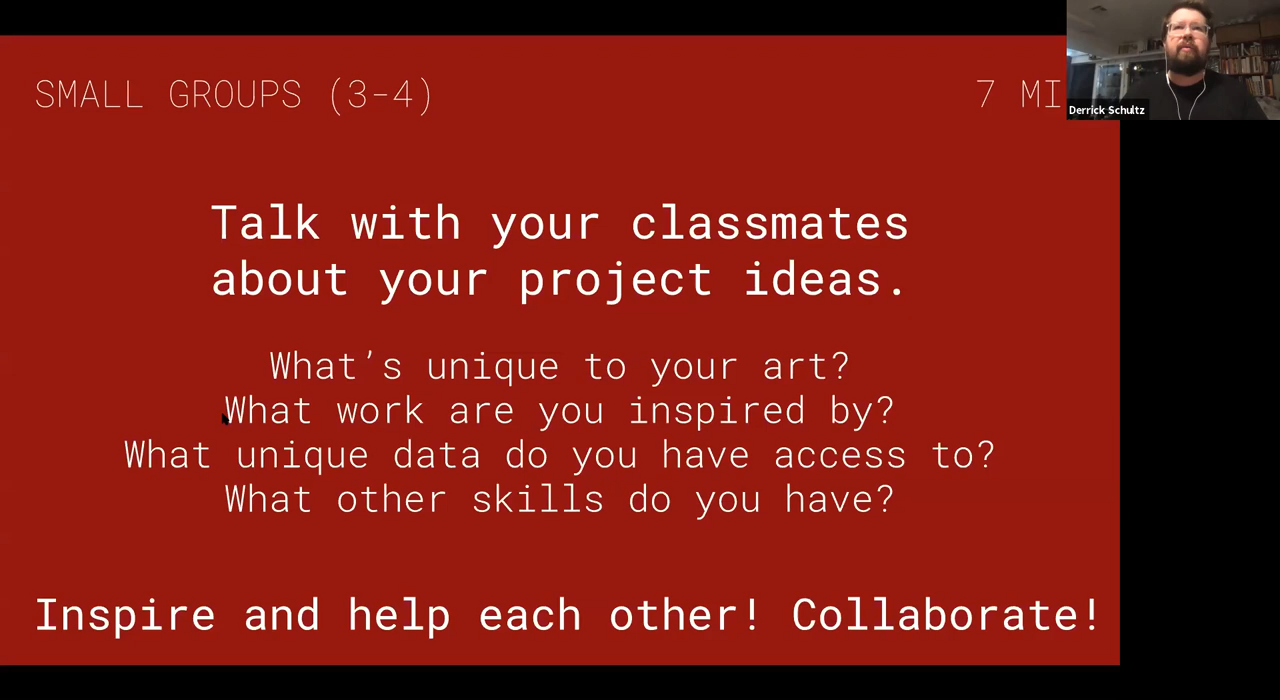 SMALL GROUPS (3-4)
7 MI
Derrick Schultz
Talk with your classmates
about your project ideas.
What’s unique to your art?
What work are you inspired by?
What unique data do you have access to?
What other skills do you have?
Inspire and help each other! Collaborate!